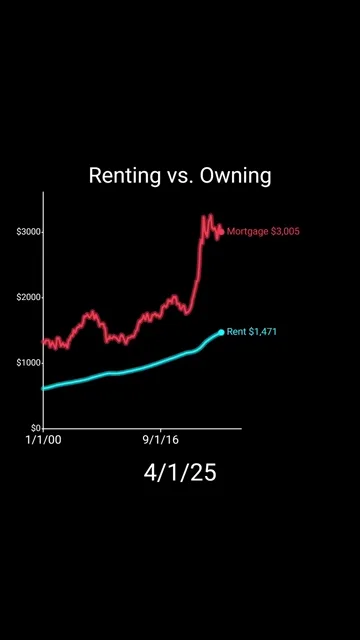 Renting vs. Owning
$3000
Mortgage $3,005
$2000
Rent $1,471
$1000
$0
1/1/00
9/1/16
4/1/25